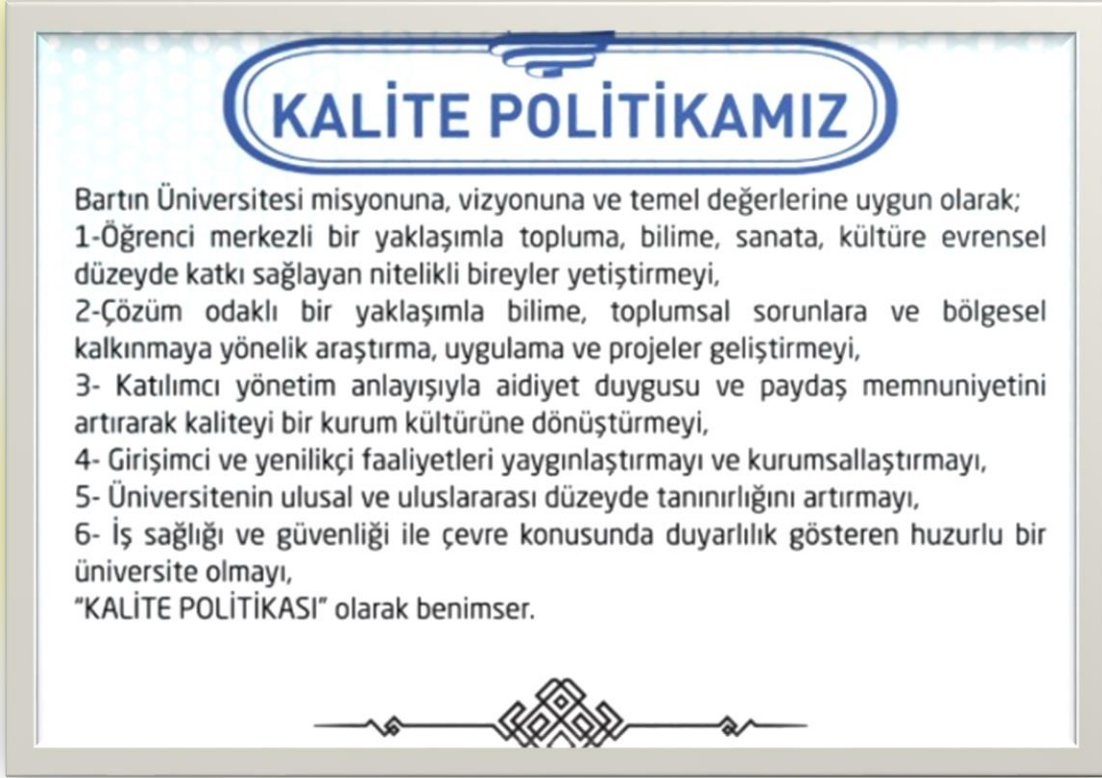 KALİTE POLİTİKAMIZ
Bartın Üniversitesi misyonuna, vizyonuna ve temel değerlerine uygun olarak;
1-Öğrenci merkezli bir yaklaşımla topluma, bilime, sanata, kültüre evrensel
düzeyde katkı sağlayan nitelikli bireyler yetiştirmeyi,
2-Çözüm odaklı bir yaklaşımla bilime, toplumsal sorunlara ve bölgesel
kalkınmaya yönelik araştırma, uygulama ve projeler geliştirmeyi,
3- Katılımcı yönetim anlayışıyla aidiyet duygusu ve paydaş memnuniyetini
artırarak kaliteyi bir kurum kültürüne dönüştürmeyi,
4- Girişimci ve yenilikçi faaliyetleri yaygınlaştırmayı ve kurumsallaştırmayı,
5- Üniversitenin ulusal ve uluslararası düzeyde tanınırlığını artırmayı,
6- İş sağlığı ve güvenliği ile çevre konusunda duyarlılık gösteren huzurlu bir
üniversite olmayı,
“KALİTE POLİTİKASI” olarak benimser.